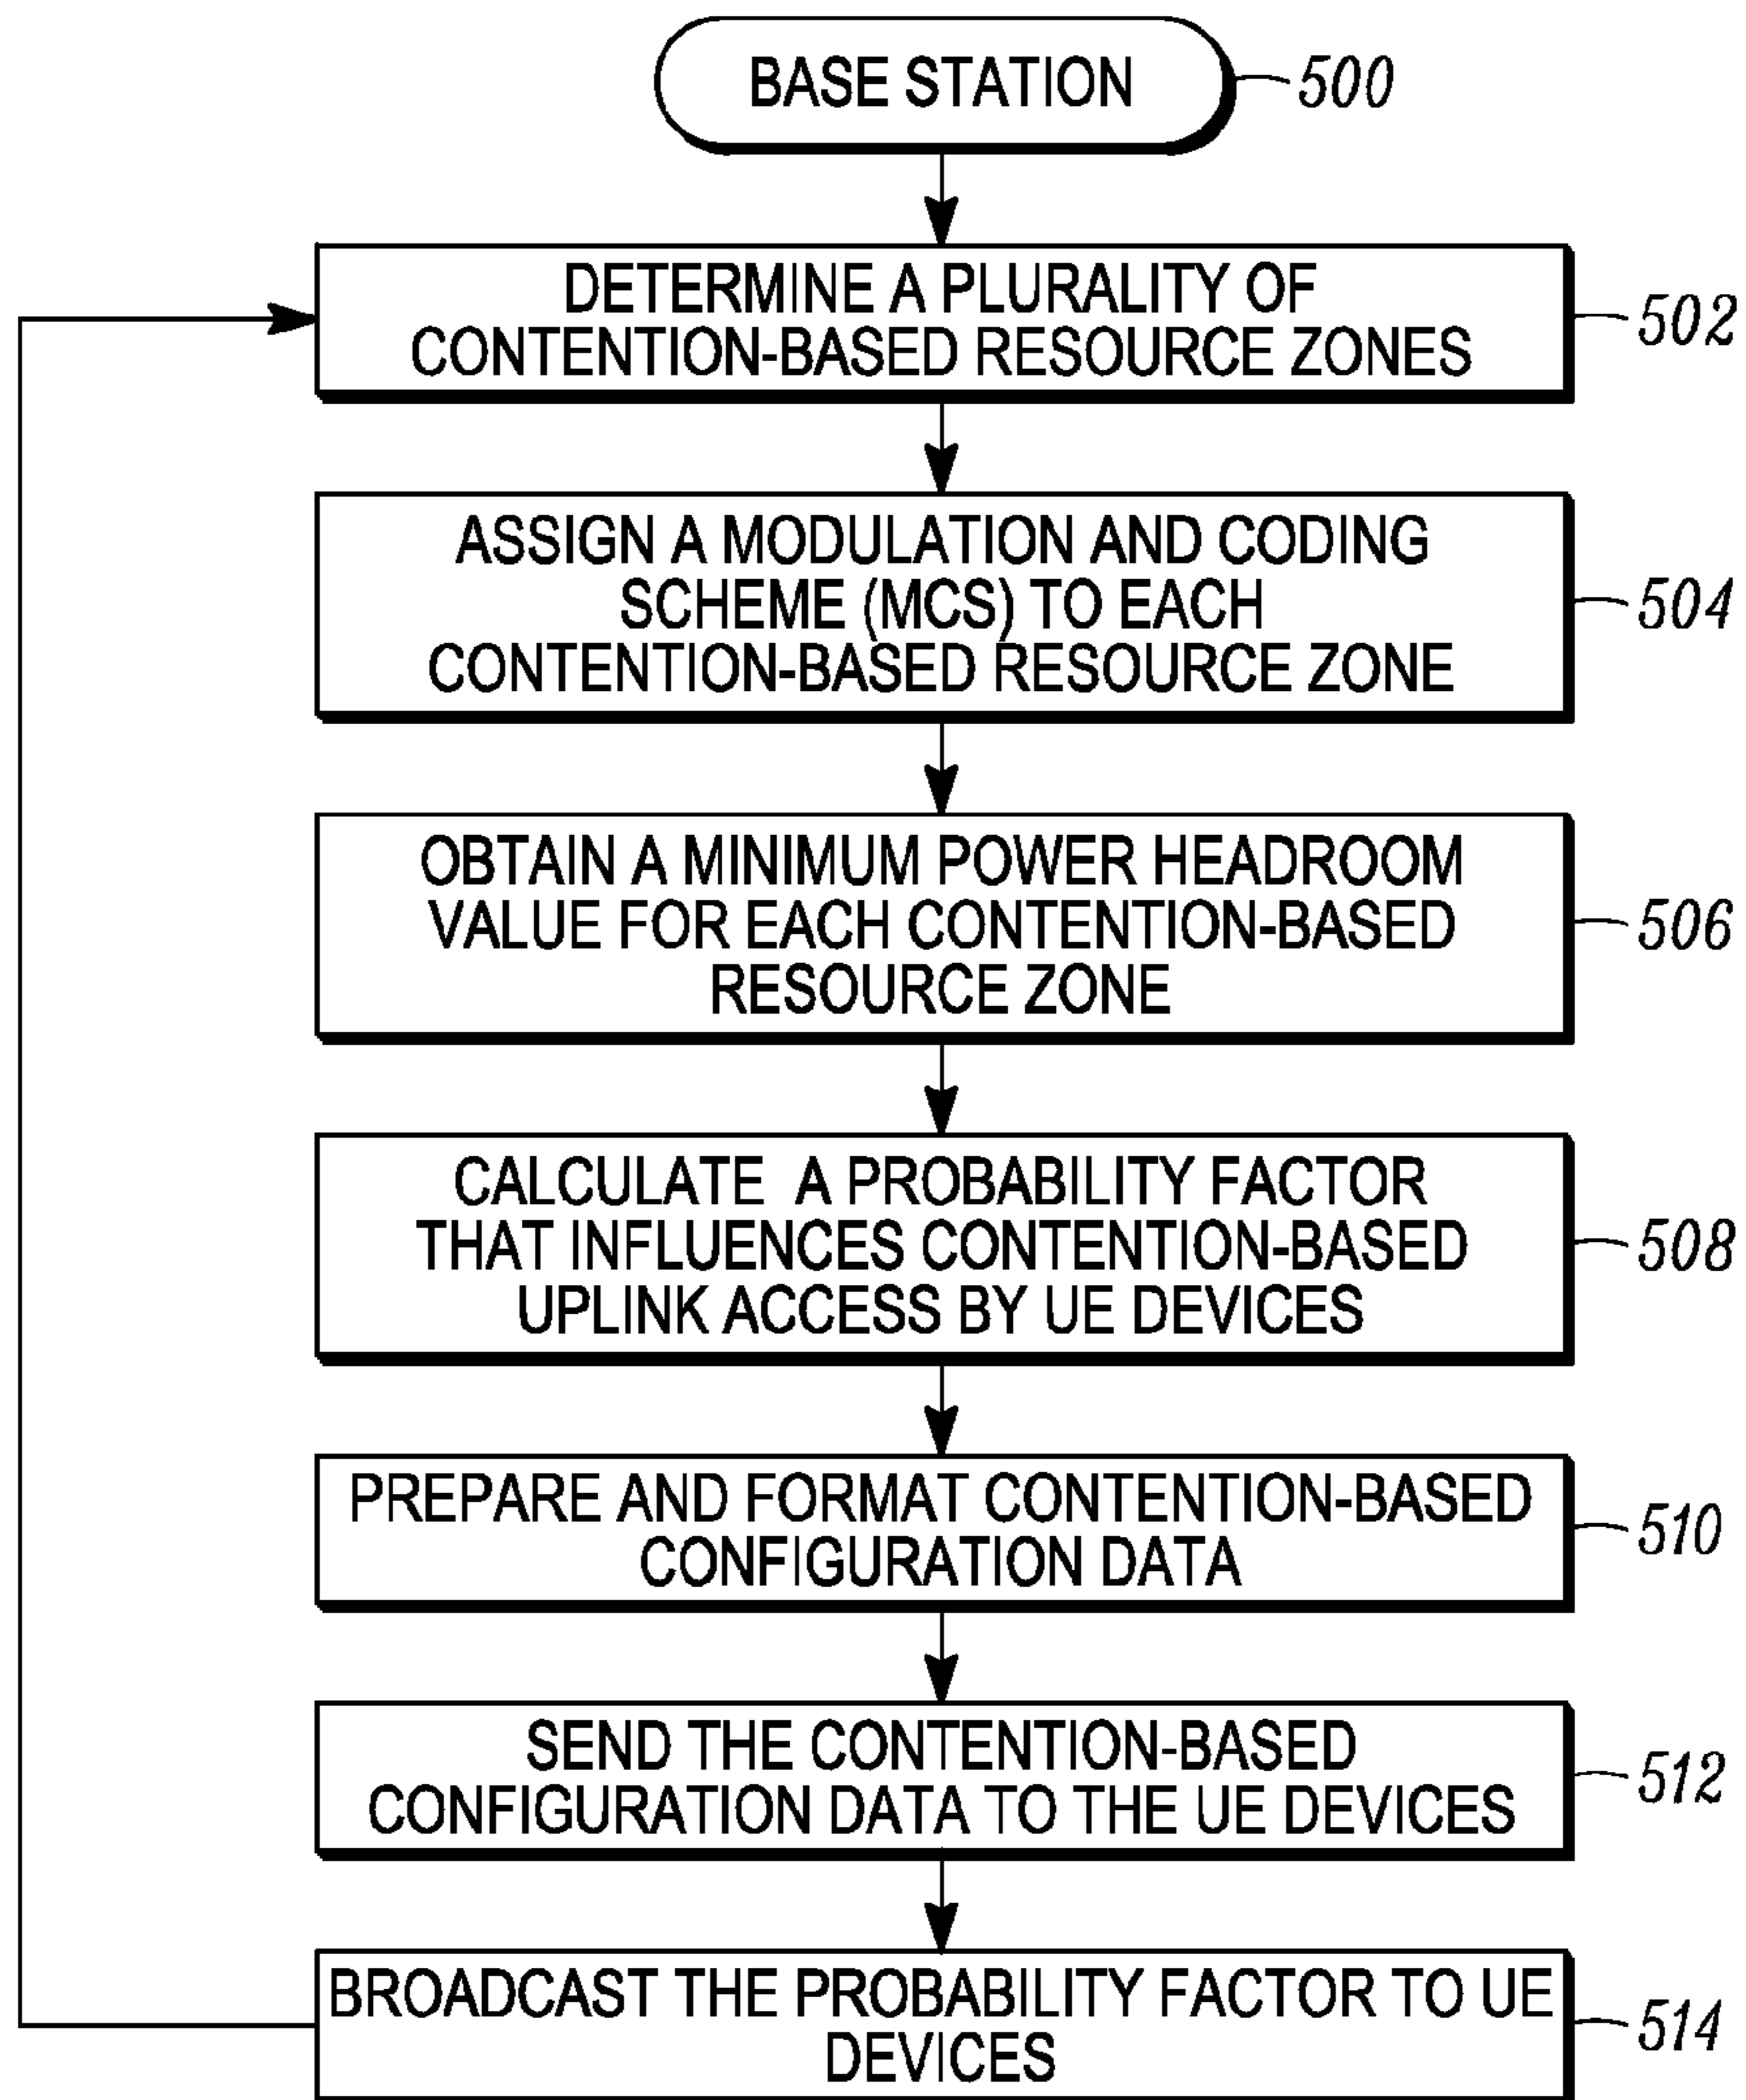 BASE STATION
500
DETERMINE A PLURALITY OF
CONTENTION-BASED RESOURCE ZONES
502
ASSIGN A MODULATION AND CODING
SCHEME (MCS) TO EACH
CONTENTION-BASED RESOURCE ZONE
504
OBTAIN A MINIMUM POWER HEADROOM
VALUE FOR EACH CONTENTION-BASED
RESOURCE ZONE
506
CALCULATE A PROBABILITY FACTOR
THAT INFLUENCES CONTENTION-BASED
UPLINK ACCESS BY UE DEVICES
508
PREPARE AND FORMAT CONTENTION-BASED
CONFIGURATION DATA
510
SEND THE CONTENTION-BASED
CONFIGURATION DATA TO THE UE DEVICES
512
BROADCAST THE PROBABILITY FACTOR TO UE
DEVICES
514